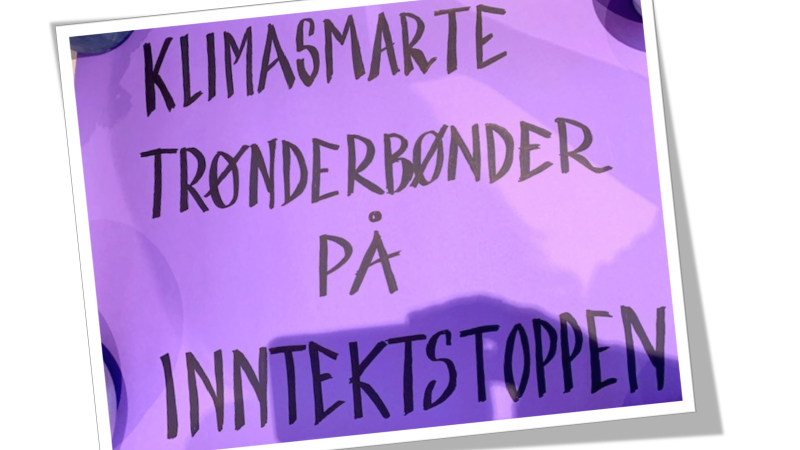 KLIMASMARTE
TRØNDERBØNDER
PÅ
INNTEKTSTOPPEN